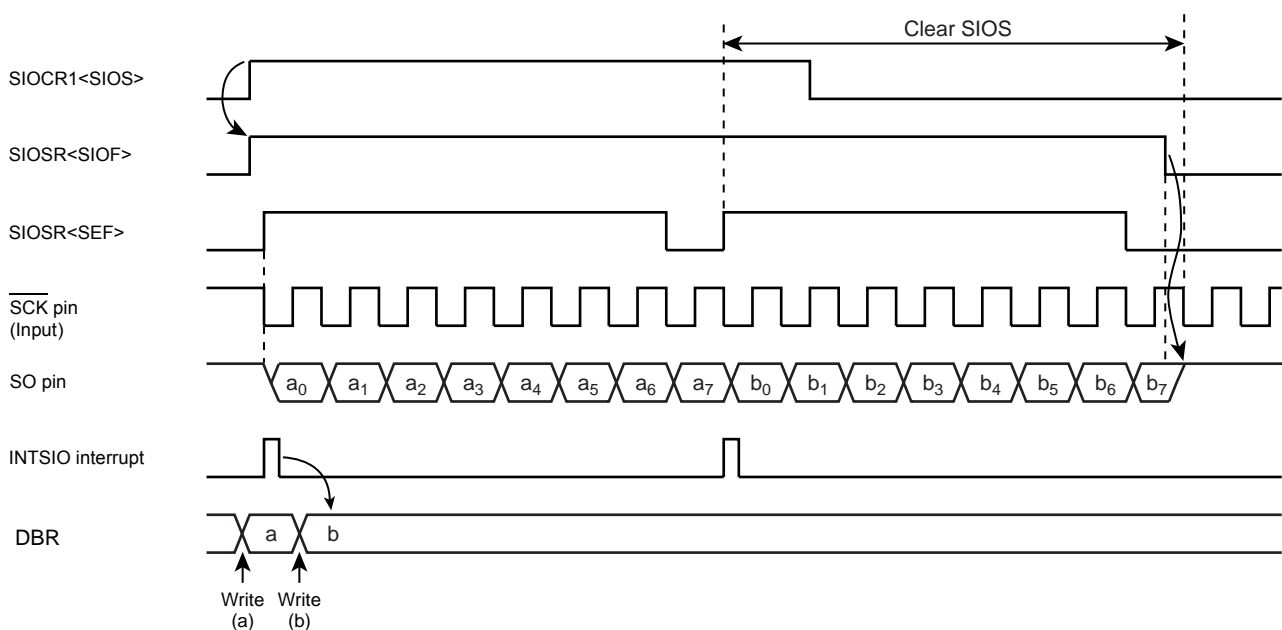 Clear SIOS
SIOCR1<SIOS>
SIOSR<SIOF>
SIOSR<SEF>
SCK pin
(Input)
SO pin
a0 a1 a2 a3 a4 a5 a6 a7 b0 b1 b2 b3 b4 b5 b6 b7
INTSIO interrupt
DBR
a b
Write Write
(a) (b)